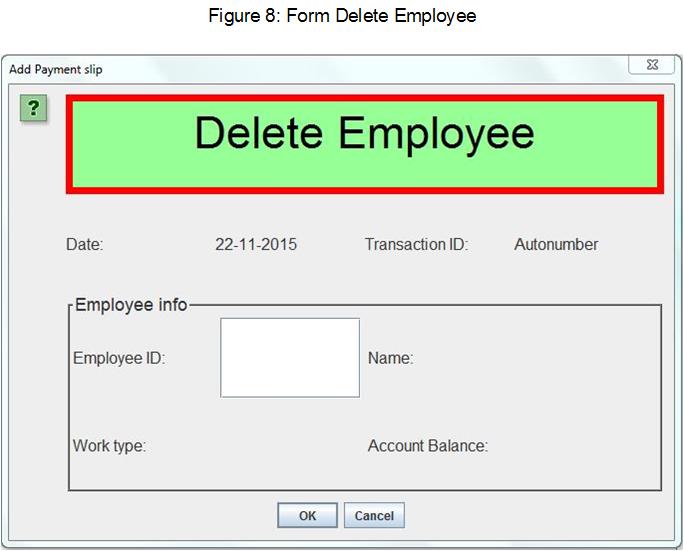 Figure 8: Form Delete Employee
Add Payment slip
?
Delete Employee
Date: 22-11-2015 Transaction ID: Autonumber
Employee info
Employee ID: Name:
Work type: Account Balance:
OK Cancel